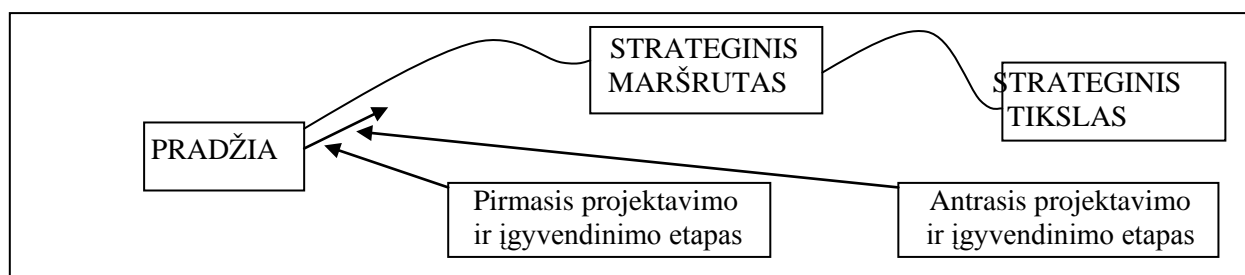 STRATEGINIS
MARŠRUTAS
STRATEGINIS
TIKSLAS
PRADŽIA
Pirmasis projektavimo
ir įgyvendinimo etapas
Antrasis projektavimo
ir įgyvendinimo etapas